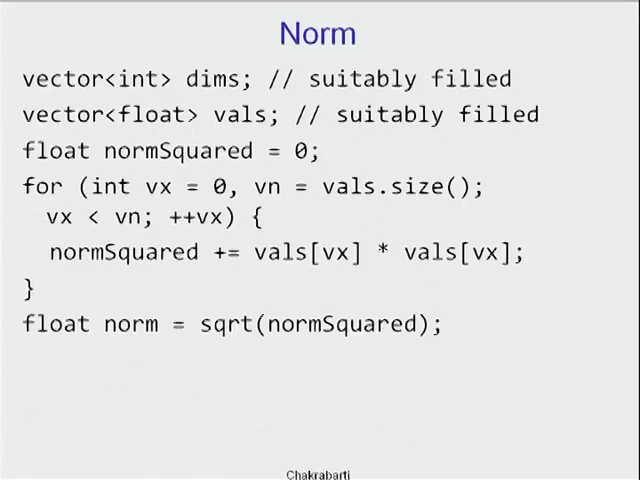 Norm
vector<int> dims; // suitably filled
vector<float> vals; // suitably filled
float normSquared = 0;
for (int vx = 0, vn = vals.size();
vx < vn; ++vx) {
normSquared += vals[vx] * vals[vx];
}
float norm = sqrt(normSquared);
Chakrabarti